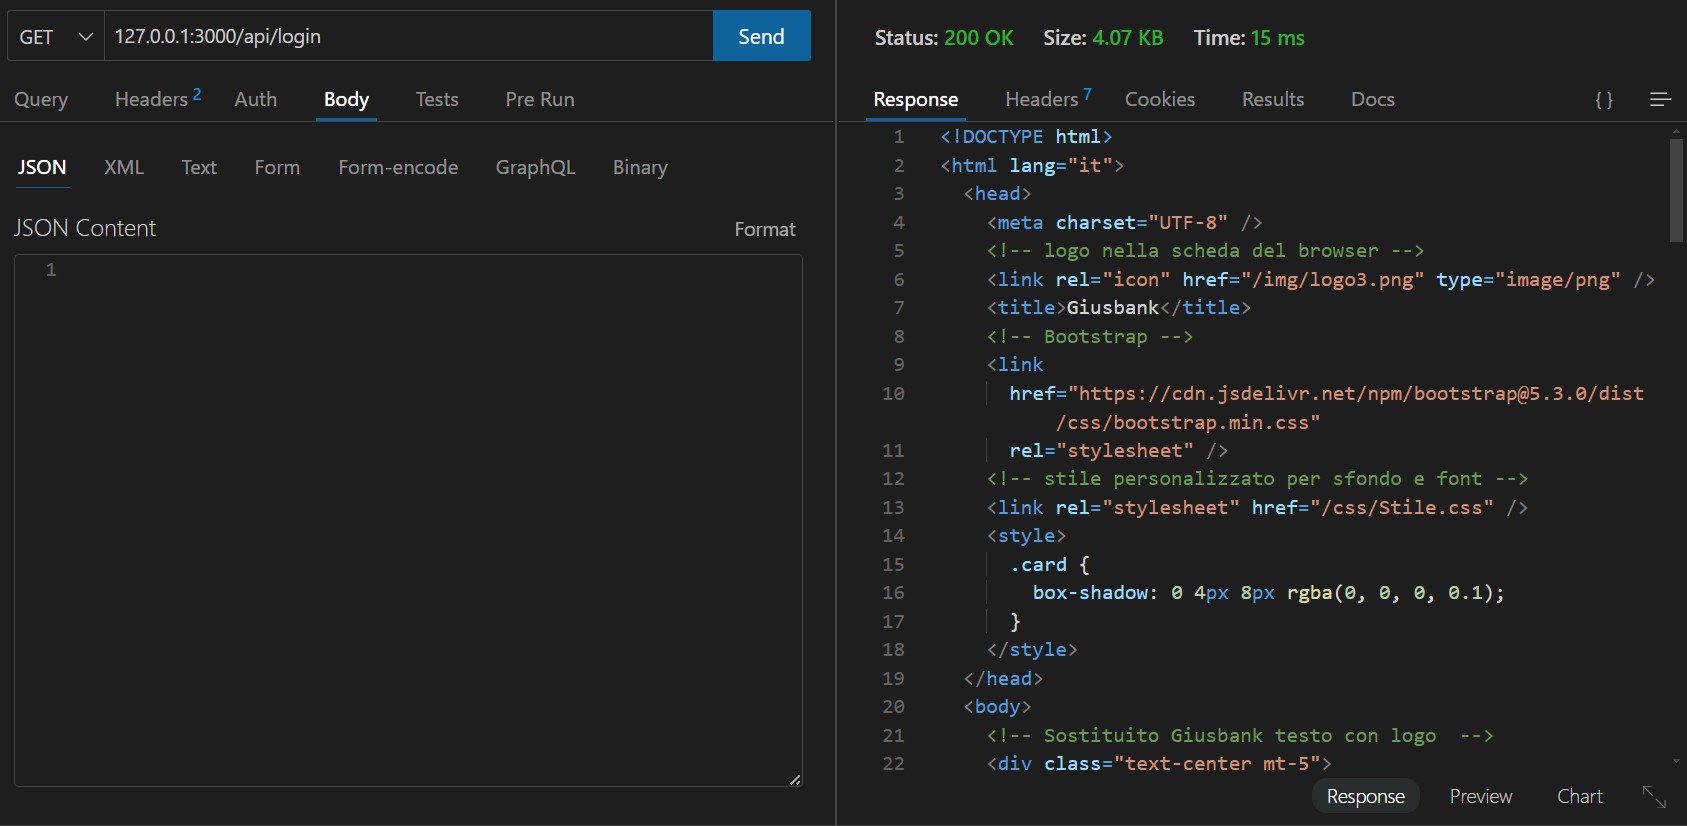 GET 127.0.0.1:3000/api/login Send
Query Headers 2 Auth Body Tests Pre Run
JSON XML Text Form Form-encode GraphQL Binary
JSON Content Format
1
Status: 200 OK Size: 4.07 KB Time: 15 ms
Response Headers 7 Cookies Results Docs { }
1 <!DOCTYPE html>
2 <html lang="it">
3 <head>
4 <meta charset="UTF-8" />
5 <!-- logo nella scheda del browser -->
6 <link rel="icon" href="/img/logo3.png" type="image/png" />
7 <title>Giusbank</title>
8 <!-- Bootstrap -->
9 <link
10 href="https://cdn.jsdelivr.net/npm/bootstrap@5.3.0/dist
/css/bootstrap.min.css"
11 rel="stylesheet" />
12 <!-- stile personalizzato per sfondo e font -->
13 <link rel="stylesheet" href="/css/Stile.css" />
14 <style>
15 .card {
16 box-shadow: 0 4px 8px rgba(0, 0, 0, 0.1);
17 }
18 </style>
19 </head>
20 <body>
21 <!-- Sostituito Giusbank testo con logo  -->
22 <div class="text-center mt-5">
Response Preview Chart